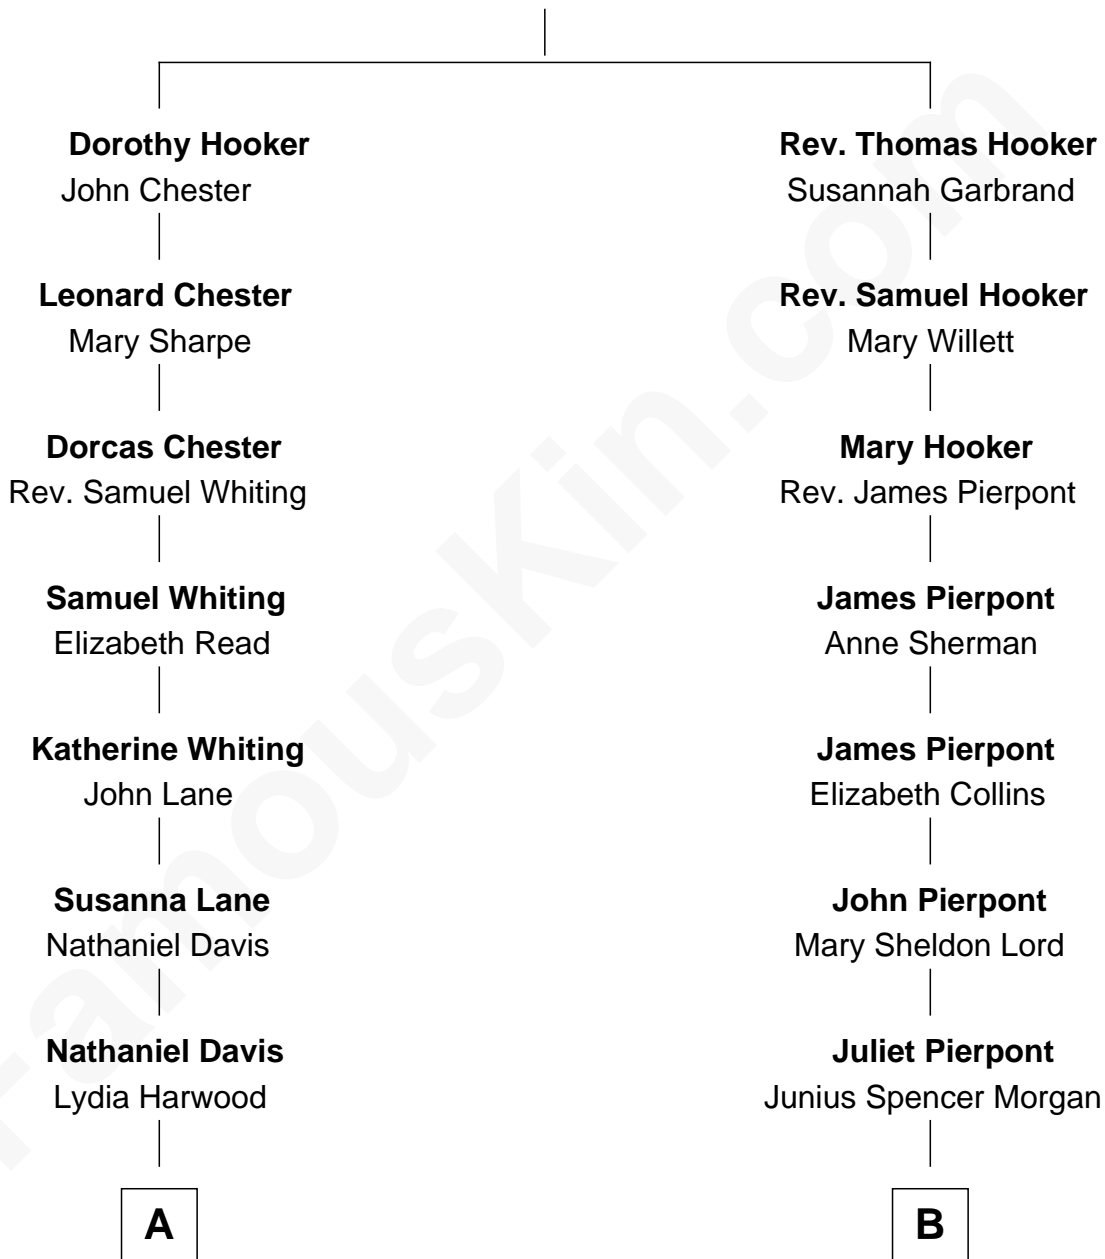 Dorothy Hooker
John Chester
Leonard Chester
Mary Sharpe
Dorcas Chester
Rev. Samuel Whiting
Samuel Whiting
Elizabeth Read
Katherine Whiting
John Lane
Susanna Lane
Nathaniel Davis
Nathaniel Davis
Lydia Harwood
A
Rev. Thomas Hooker
Susannah Garbrand
Rev. Samuel Hooker
Mary Willett
Mary Hooker
Rev. James Pierpont
James Pierpont
Anne Sherman
James Pierpont
Elizabeth Collins
John Pierpont
Mary Sheldon Lord
Juliet Pierpont
Junius Spencer Morgan
B
FamousKin.com